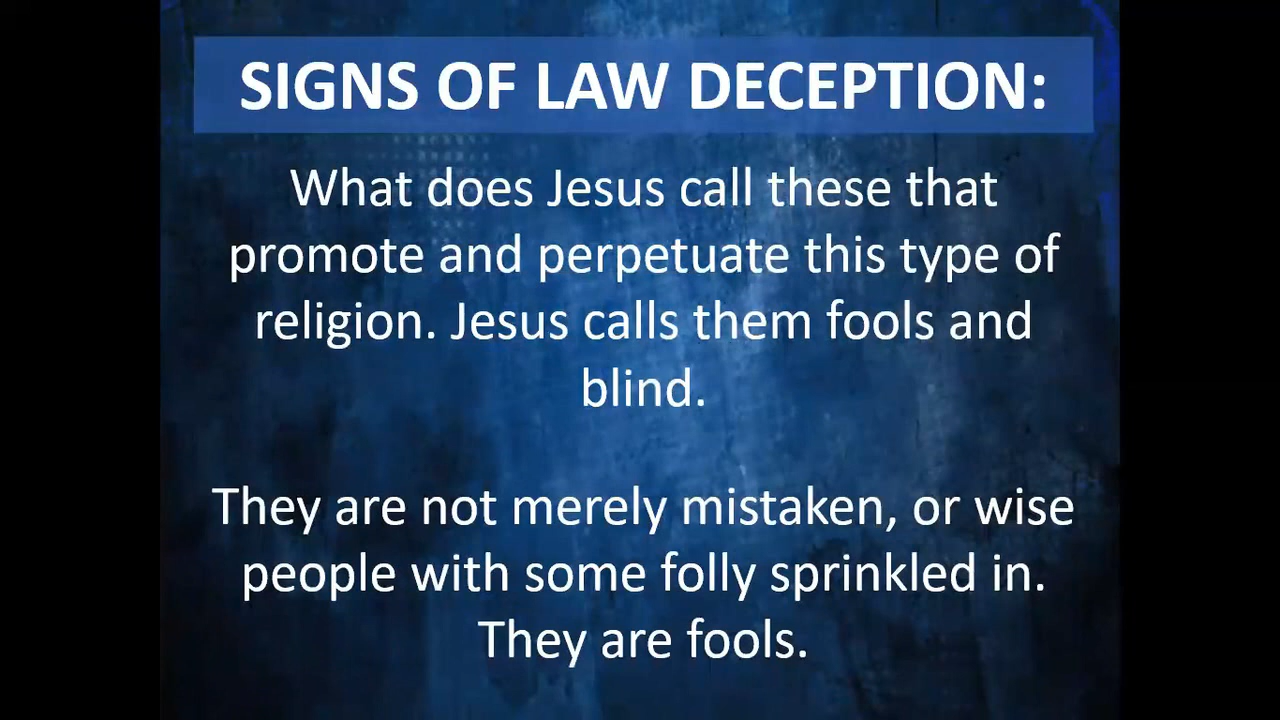 SIGNS OF LAW DECEPTION:
What does Jesus call these that
promote and perpetuate this type of
religion. Jesus calls them fools and
blind.
They are not merely mistaken, or wise
people with some folly sprinkled in.
They are fools.